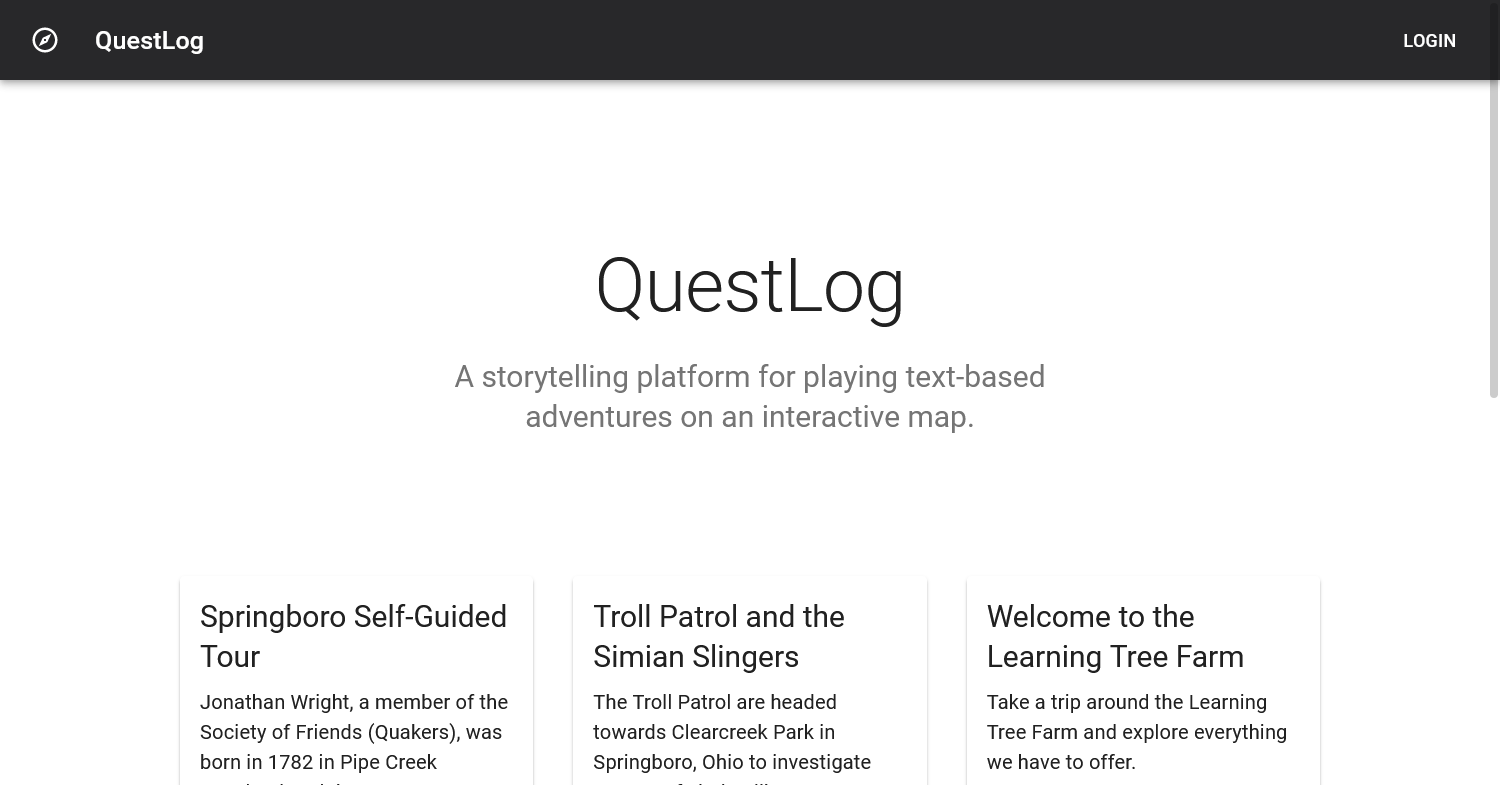 QuestLog
LOGIN
QuestLog
A storytelling platform for playing text-based
adventures on an interactive map.
Springboro Self-Guided
Tour
Jonathan Wright, a member of the
Society of Friends (Quakers), was
born in 1782 in Pipe Creek
Troll Patrol and the
Simian Slingers
The Troll Patrol are headed
towards Clearcreek Park in
Springboro, Ohio to investigate
Welcome to the
Learning Tree Farm
Take a trip around the Learning
Tree Farm and explore everything
we have to offer.